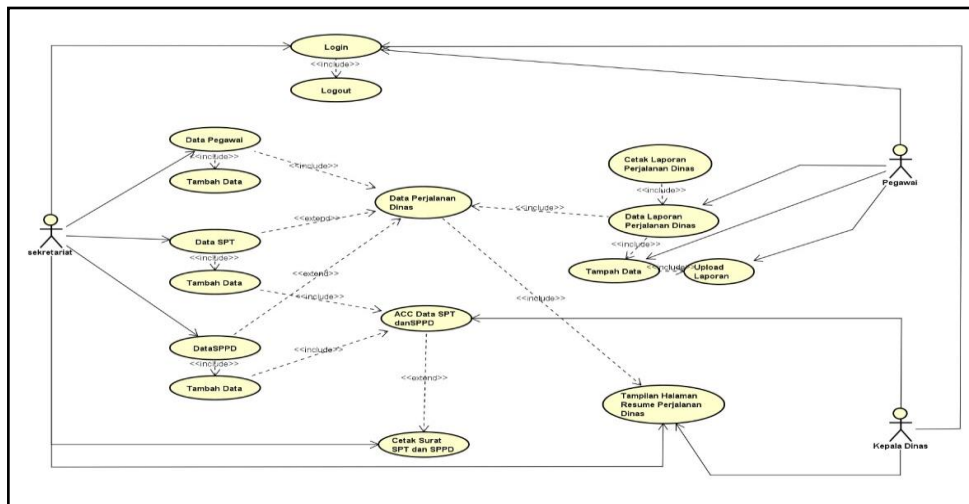 Login
<<include>>
Logout
Data Pegawai
<<include>>
<<include>>
Tambah Data
Cetak Laporan
Perjalanan Dinas
<<include>>
Pegawai
Data Perjalanan
Dinas
<<include>>
Data Laporan
Perjalanan Dinas
<<include>>
<<extend>>
sekretariat
Data SPT
<<include>>
Tambah Data
<<extend>>
Tampah Data
<<include>>
Upload
Laporan
<<include>>
<<include>>
ACC Data SPT
danSPPD
DataSPPD
<<include>>
<<include>>
Tambah Data
<<extend>>
Tampilan Halaman
Resume Perjalanan
Dinas
Cetak Surat
SPT dan SPPD
Kepala Dinas